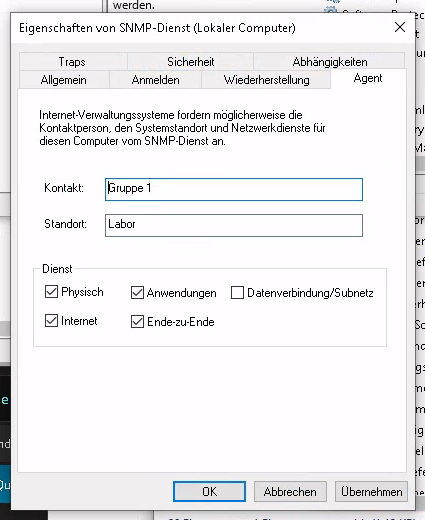 werden.
Eigenschaften von SNMP-Dienst (Lokaler Computer)
Traps Sicherheit Abhängigkeiten
Allgemein Anmelden Wiederherstellung Agent
Internet-Verwaltungssysteme fordern möglicherweise die
Kontaktperson, den Systemstandort und Netzwerkdienste für
diesen Computer vom SNMP-Dienst an.
Kontakt: Gruppe 1
Standort: Labor
Dienst
Physisch Anwendungen Datenverbindung/Subnetz
Internet Ende-zu-Ende
OK Abbrechen Übernehmen